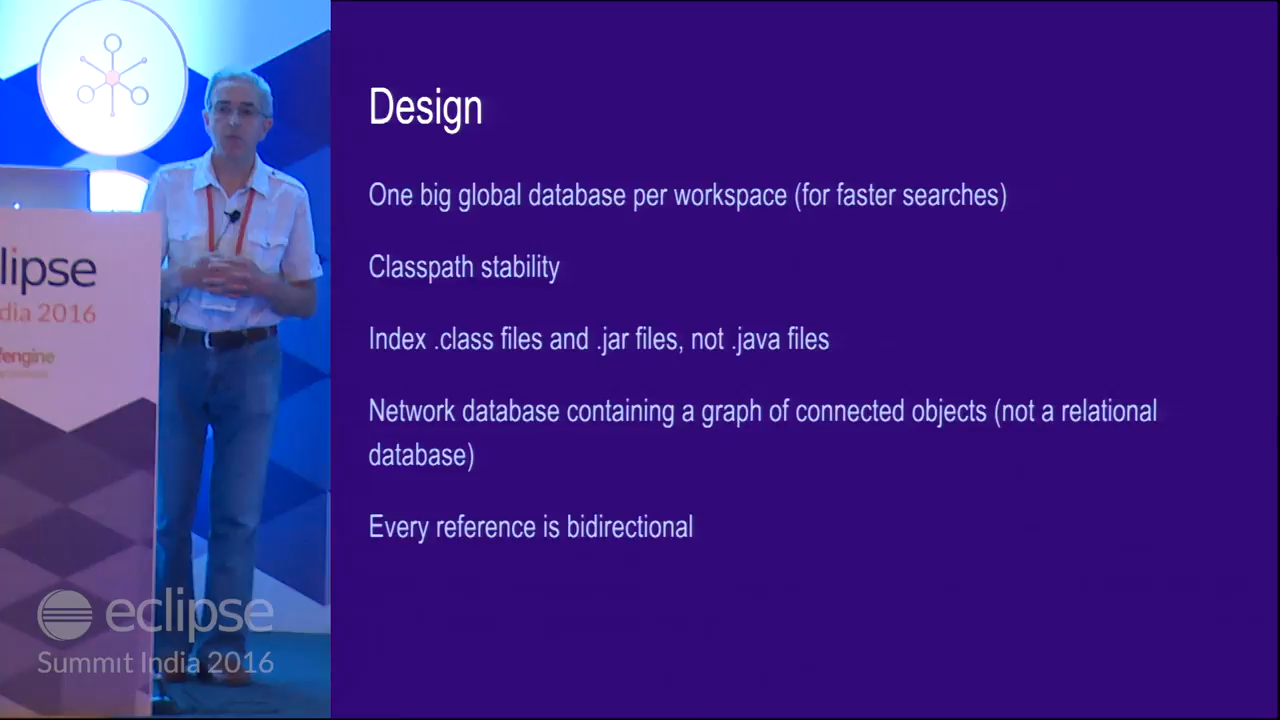 Design
One big global database per workspace (for faster searches)
Classpath stability
Index .class files and .jar files, not .java files
Network database containing a graph of connected objects (not a relational
database)
Every reference is bidirectional
lipse
dia 2016
engine
eclipse
Summit India 2016